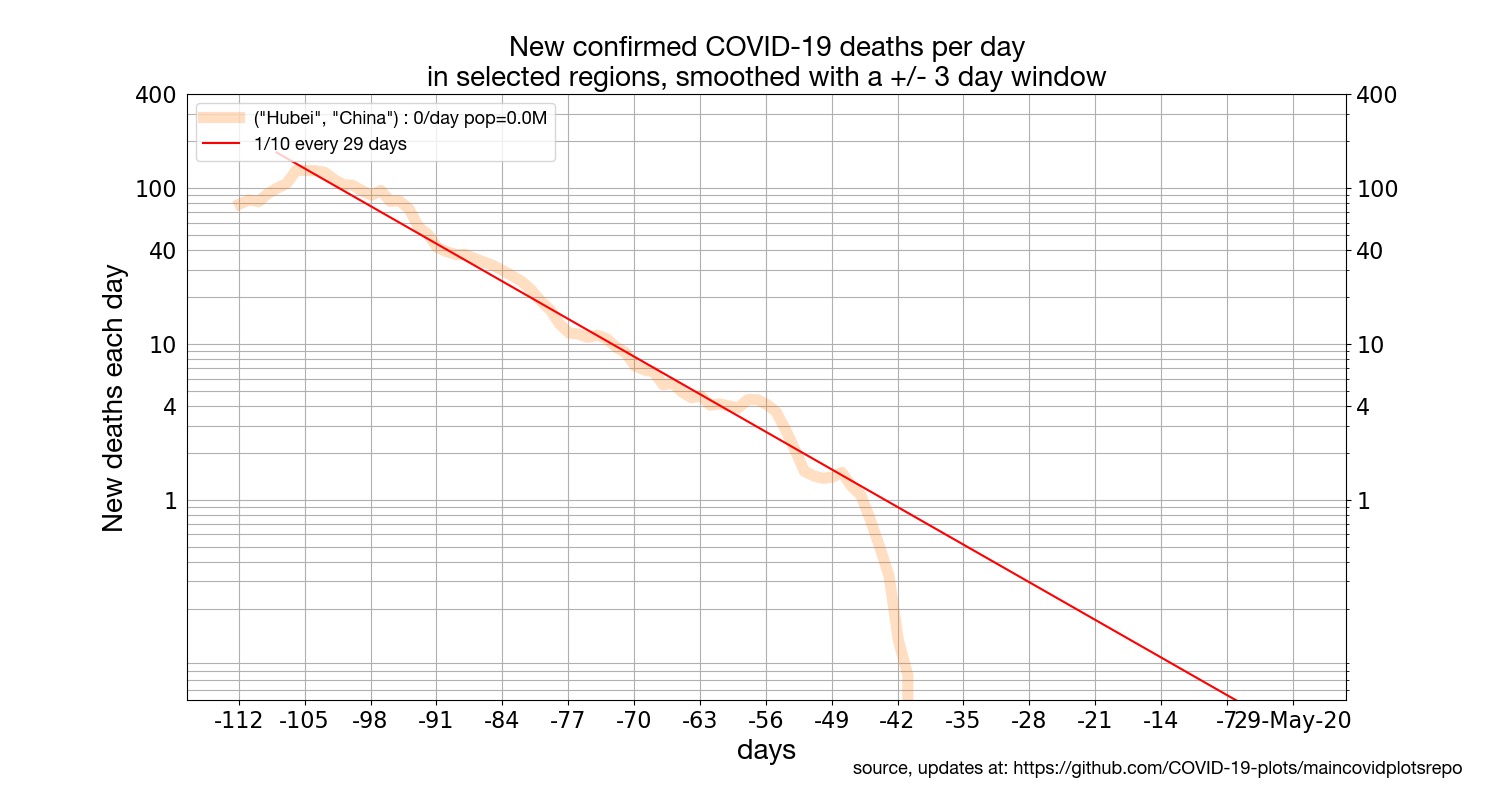 New confirmed COVID-19 deaths per day
in selected regions, smoothed with a +/- 3 day window
400 400
("Hubei", "China") : 0/day pop=0.0M
1/10 every 29 days
100 100
40 40
10 10
4 4
1 1
New deaths each day
-112 -105 -98 -91 -84 -77 -70 -63 -56 -49 -42 -35 -28 -21 -14 -7 29-May-20
days
source, updates at: https://github.com/COVID-19-plots/maincovidplotsrepo